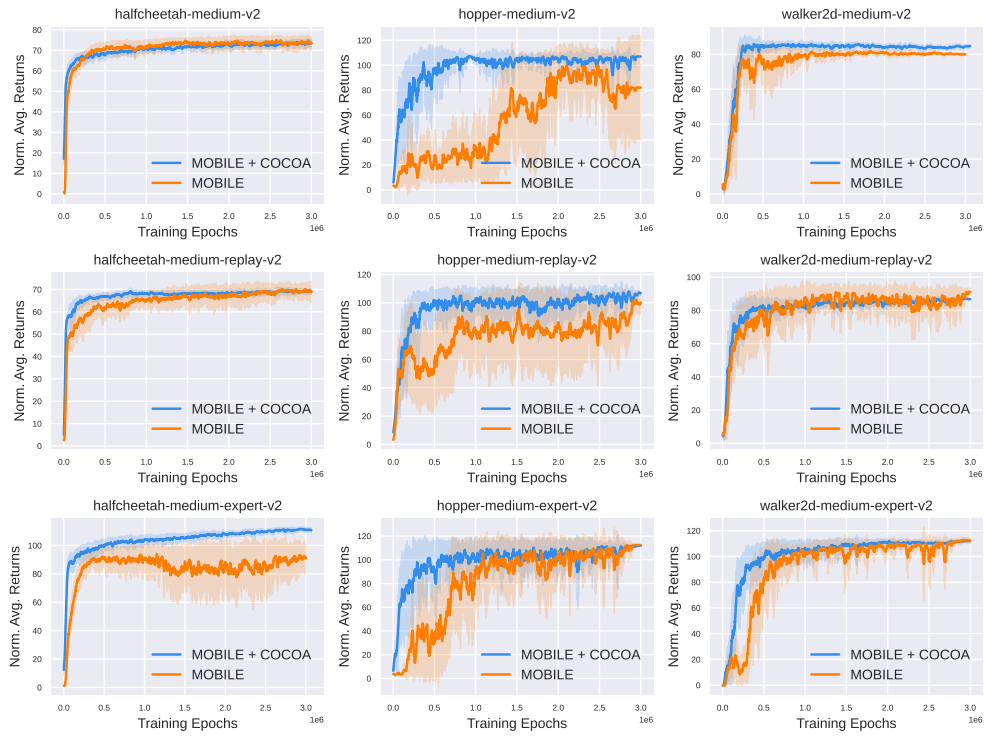 halfcheetah-medium-v2
80
70
60
50
40
30
20
10
0
Norm. Avg. Returns
MOBILE + COCOA
MOBILE
0.0 0.5 1.0 1.5 2.0 2.5 3.0
1e6
Training Epochs
hopper-medium-v2
120
100
80
60
40
20
0
Norm. Avg. Returns
MOBILE + COCOA
MOBILE
0.0 0.5 1.0 1.5 2.0 2.5 3.0
1e6
Training Epochs
walker2d-medium-v2
80
60
40
20
0
Norm. Avg. Returns
MOBILE + COCOA
MOBILE
0.0 0.5 1.0 1.5 2.0 2.5 3.0
1e6
Training Epochs
halfcheetah-medium-replay-v2
70
60
50
40
30
20
10
0
Norm. Avg. Returns
MOBILE + COCOA
MOBILE
0.0 0.5 1.0 1.5 2.0 2.5 3.0
1e6
Training Epochs
hopper-medium-replay-v2
120
100
80
60
40
20
0
Norm. Avg. Returns
MOBILE + COCOA
MOBILE
0.0 0.5 1.0 1.5 2.0 2.5 3.0
1e6
Training Epochs
walker2d-medium-replay-v2
100
80
60
40
20
0
Norm. Avg. Returns
MOBILE + COCOA
MOBILE
0.0 0.5 1.0 1.5 2.0 2.5 3.0
1e6
Training Epochs
halfcheetah-medium-expert-v2
100
80
60
40
20
0
Norm. Avg. Returns
MOBILE + COCOA
MOBILE
0.0 0.5 1.0 1.5 2.0 2.5 3.0
1e6
Training Epochs
hopper-medium-expert-v2
120
100
80
60
40
20
0
Norm. Avg. Returns
MOBILE + COCOA
MOBILE
0.0 0.5 1.0 1.5 2.0 2.5 3.0
1e6
Training Epochs
walker2d-medium-expert-v2
120
100
80
60
40
20
0
Norm. Avg. Returns
MOBILE + COCOA
MOBILE
0.0 0.5 1.0 1.5 2.0 2.5 3.0
1e6
Training Epochs